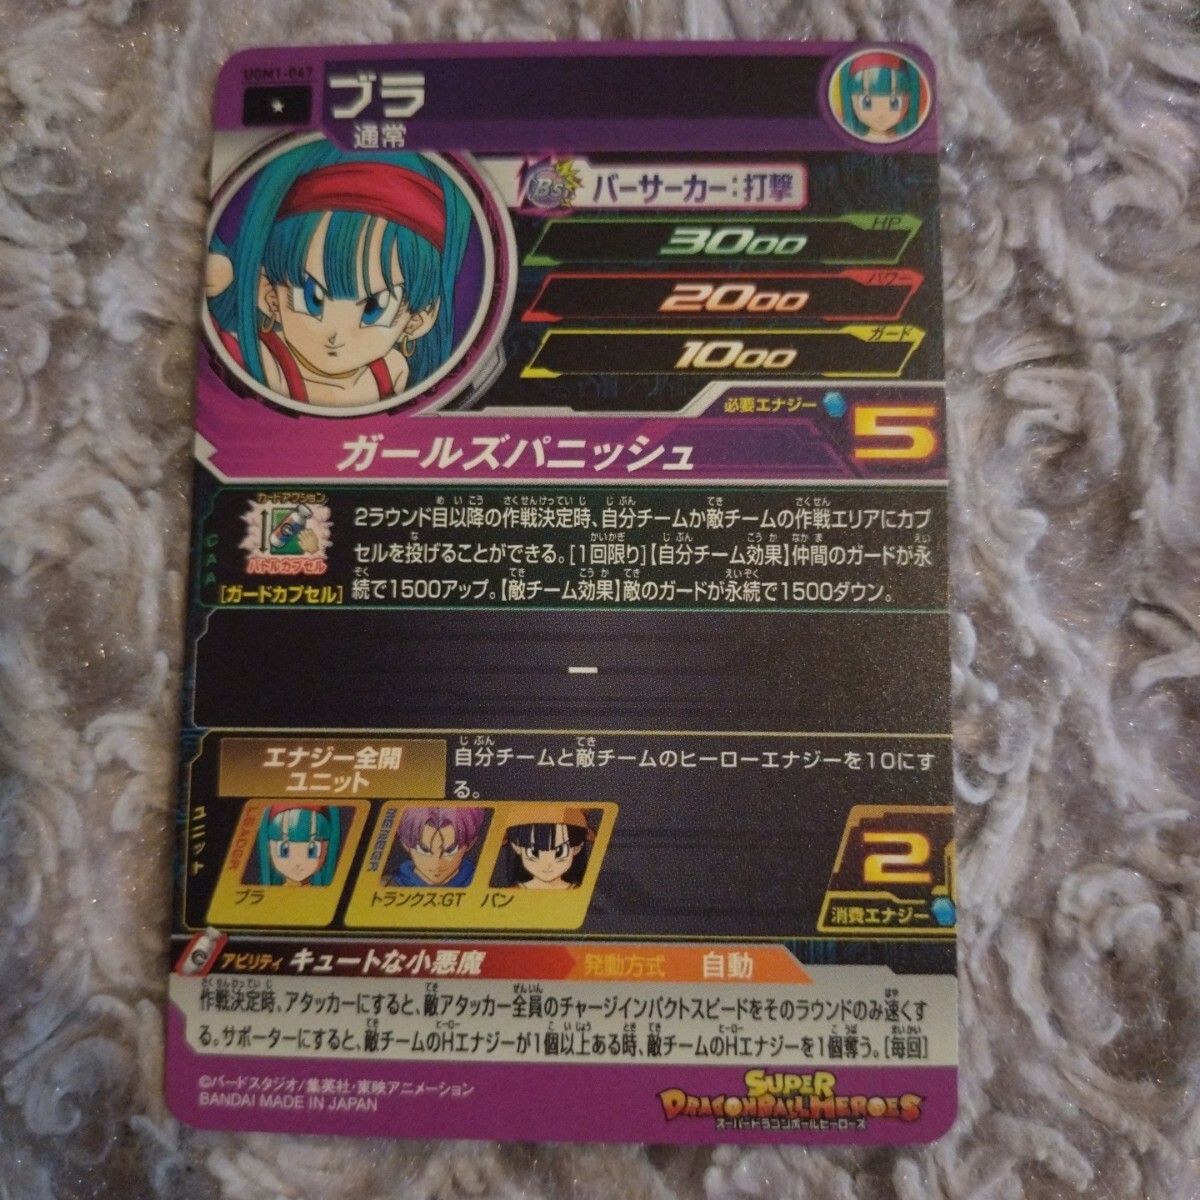 UGM1-047
ブラ
通常
Bs バーサーカー:打撃
HP
3000
パワー
2000
ガード
1000
必要エナジー 5
ガールズパニッシュ
カードアクション
バトルカプセル
[ガードカプセル]
CAA
2ラウンド目以降の作戦決定時、自分チームか敵チームの作戦エリアにカプ
セルを投げることができる。[1回限り]【自分チーム効果】仲間のガードが永
続で1500アップ。【敵チーム効果】敵のガードが永続で1500ダウン。
ー
ユニット
エナジー全開
ユニット
自分チームと敵チームのヒーローエナジーを10にす
る。
LEADER
ブラ
MEMBER
トランクス:GT パン
2
消費エナジー
アビリティ キュートな小悪魔 発動方式 自動
作戦決定時、アタッカーにすると、敵アタッカー全員のチャージインパクトスピードをそのラウンドのみ速くす
る。サポーターにすると、敵チームのHエナジーが1個以上ある時、敵チームのHエナジーを1個奪う。[毎回]
©バードスタジオ/集英社・東映アニメーション
BANDAI MADE IN JAPAN
SUPER
DRAGONBALL HEROES
スーパードラゴンボールヒーローズ